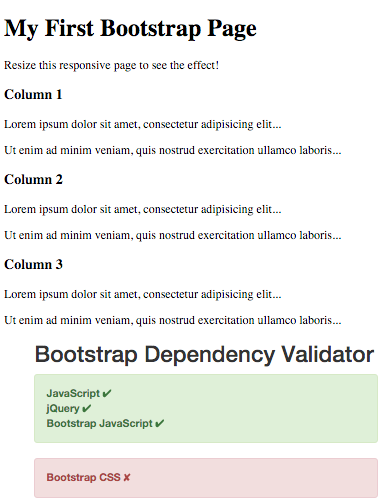 My First Bootstrap Page
Resize this responsive page to see the effect!
Column 1
Lorem ipsum dolor sit amet, consectetur adipisicing elit...
Ut enim ad minim veniam, quis nostrud exercitation ullamco laboris...
Column 2
Lorem ipsum dolor sit amet, consectetur adipisicing elit...
Ut enim ad minim veniam, quis nostrud exercitation ullamco laboris...
Column 3
Lorem ipsum dolor sit amet, consectetur adipisicing elit...
Ut enim ad minim veniam, quis nostrud exercitation ullamco laboris...
Bootstrap Dependency Validator
JavaScript ✔
jQuery ✔
Bootstrap JavaScript ✔
Bootstrap CSS ✘